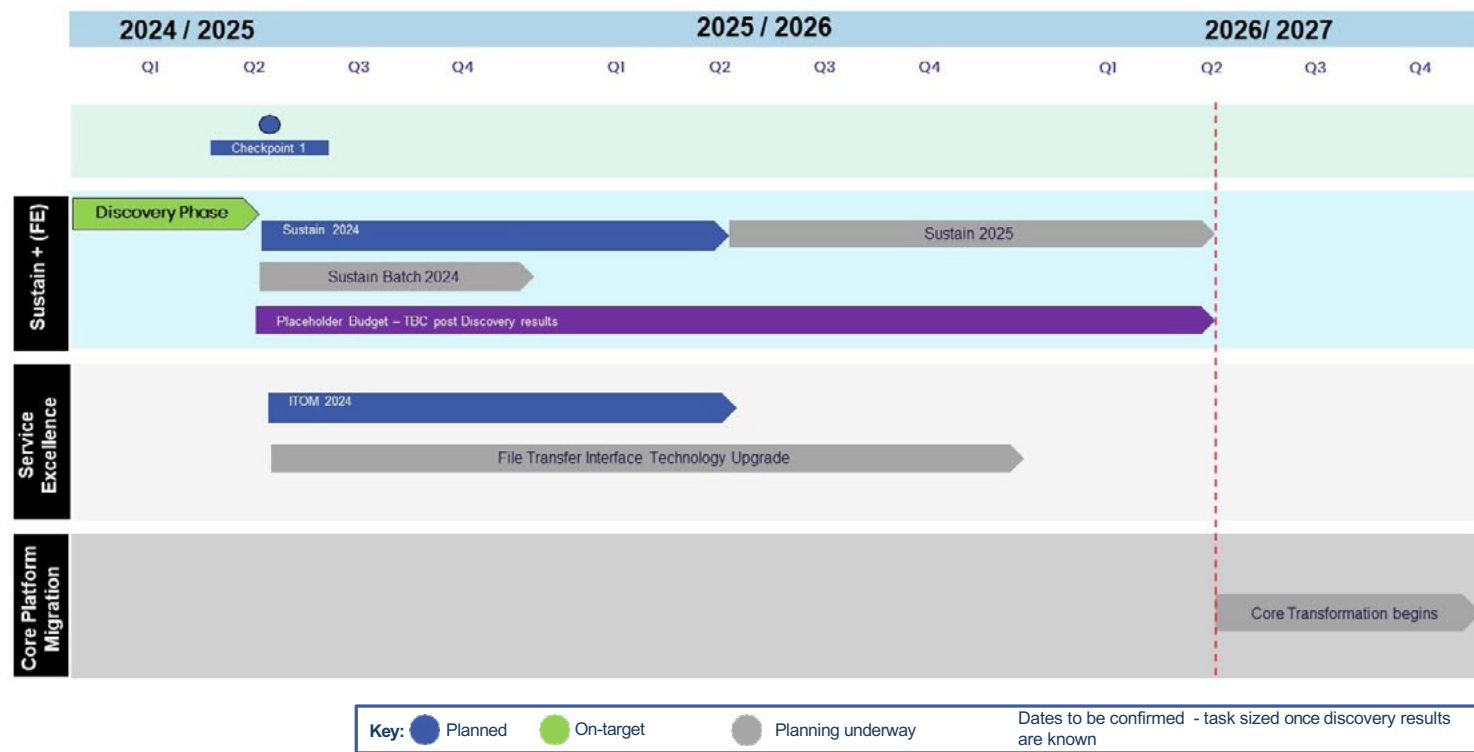 2024 / 2025 2025 / 2026 2026/ 2027
Q1 Q2 Q3 Q4 Q1 Q2 Q3 Q4 Q1 Q2 Q3 Q4
Checkpoint 1
Sustain + (FE)
Discovery Phase
Sustain 2024
Sustain 2025
Sustain Batch 2024
Placeholder Budget – TBC post Discovery results
Service
Excellence
ITOM 2024
File Transfer Interface Technology Upgrade
Core Platform
Migration
Core Transformation begins
Key: Planned On-target Planning underway Dates to be confirmed - task sized once discovery results
are known